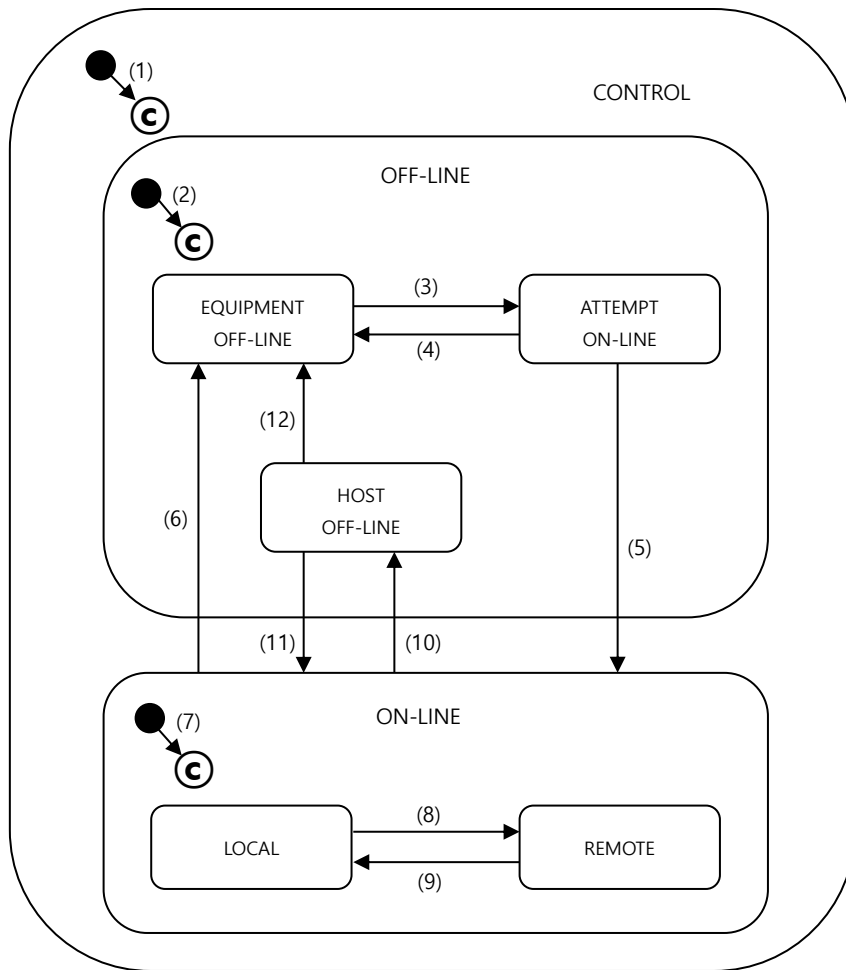 (1)
C
CONTROL
OFF-LINE
(2)
C
EQUIPMENT
OFF-LINE
(3)
(4)
ATTEMPT
ON-LINE
(12)
HOST
OFF-LINE
(6)
(5)
(11)
(10)
ON-LINE
(7)
C
LOCAL
(8)
(9)
REMOTE